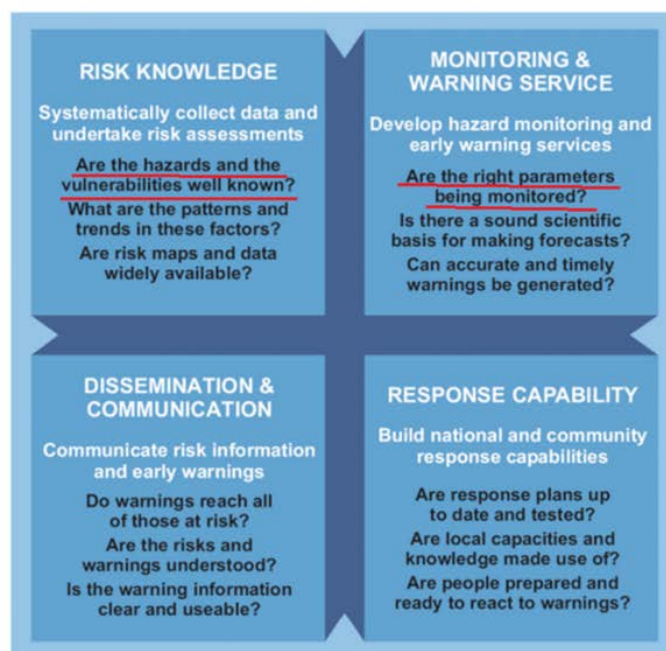 RISK KNOWLEDGE
Systematically collect data and
undertake risk assessments
Are the hazards and the
vulnerabilities well known?
What are the patterns and
trends in these factors?
Are risk maps and data
widely available?
MONITORING &
WARNING SERVICE
Develop hazard monitoring and
early warning services
Are the right parameters
being monitored?
Is there a sound scientific
basis for making forecasts?
Can accurate and timely
warnings be generated?
DISSEMINATION &
COMMUNICATION
Communicate risk information
and early warnings
Do warnings reach all
of those at risk?
Are the risks and
warnings understood?
Is the warning information
clear and useable?
RESPONSE CAPABILITY
Build national and community
response capabilities
Are response plans up
to date and tested?
Are local capacities and
knowledge made use of?
Are people prepared and
ready to react to warnings?